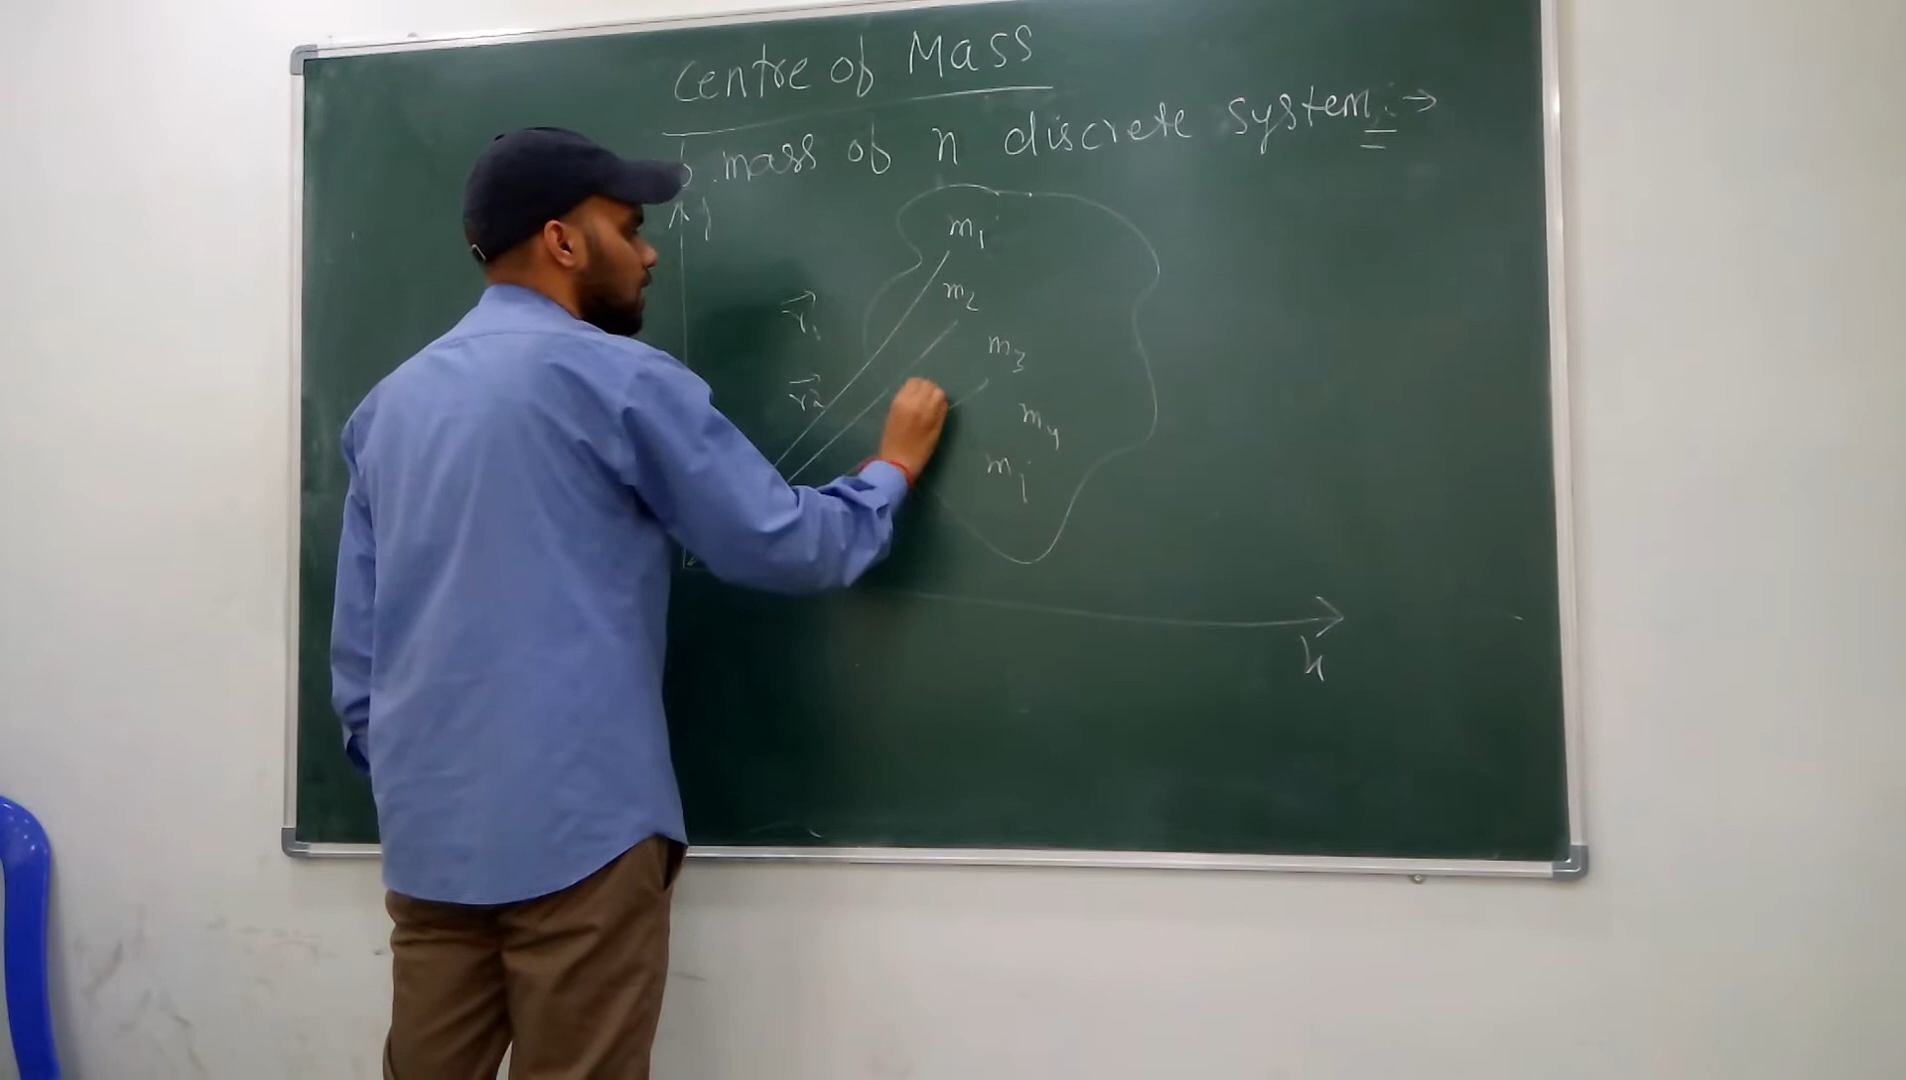 Centre of Mass
mass of n discrete system :→
y
m1
r1
m2
r2
m3
m4
mi
x